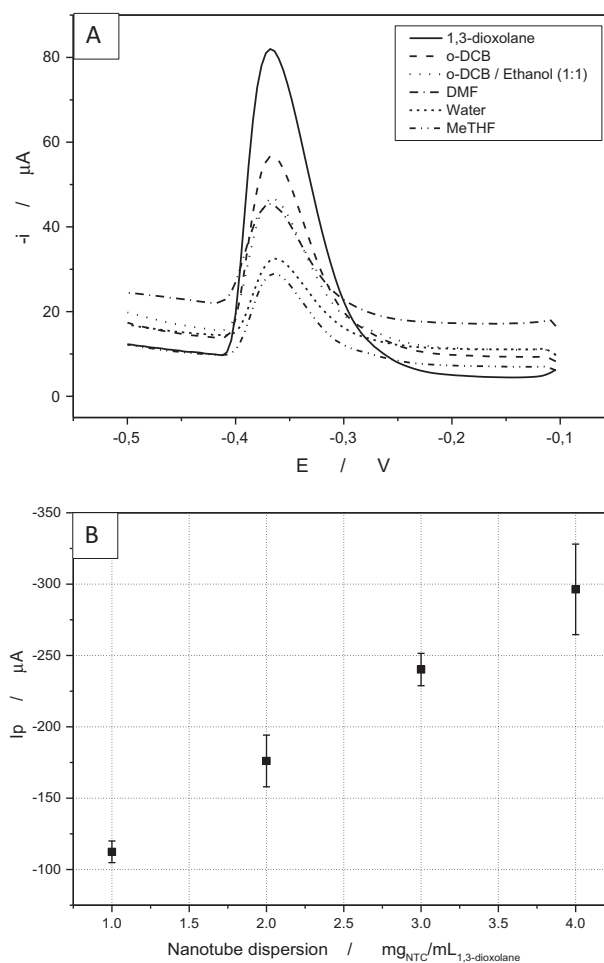 A
1,3-dioxolane
o-DCB
o-DCB / Ethanol (1:1)
DMF
Water
MeTHF
80
60
40
20
0
-i / µA
-0,5 -0,4 -0,3 -0,2 -0,1
E / V
B
-350
-300
-250
-200
-150
-100
Ip / µA
1.0 1.5 2.0 2.5 3.0 3.5 4.0
Nanotube dispersion / mgNTC/mL1,3-dioxolane